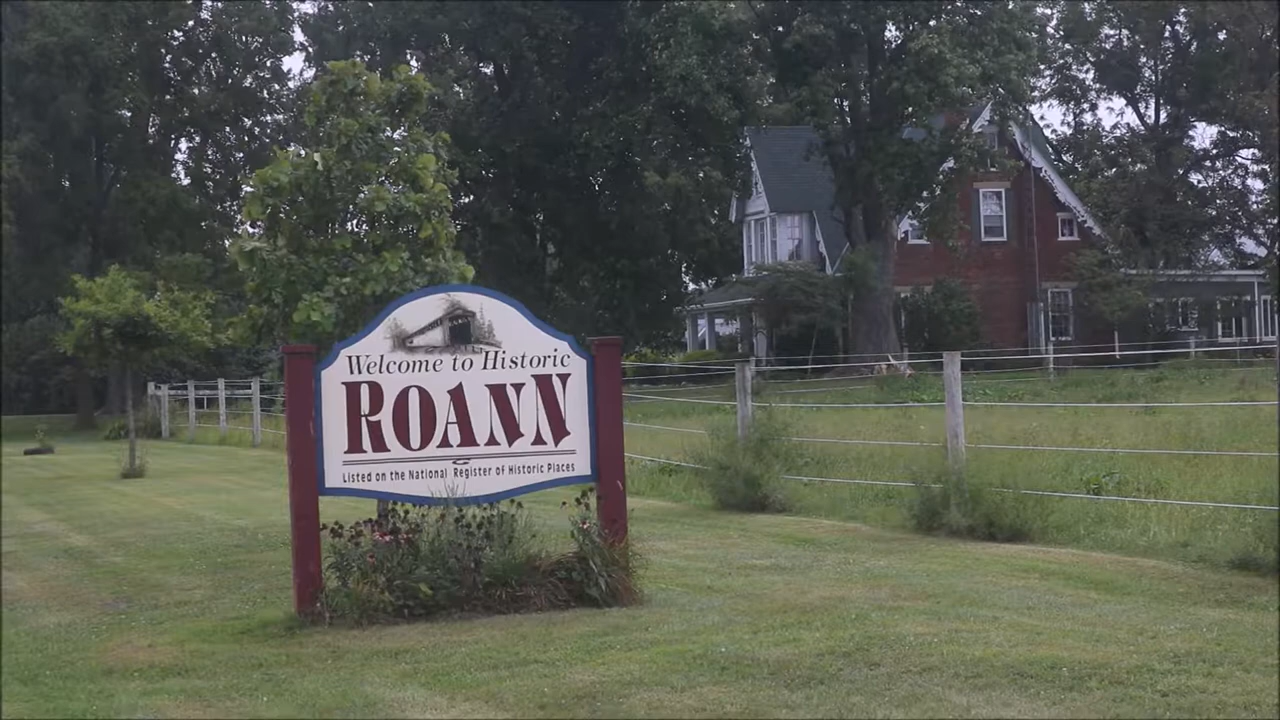 Welcome to Historic
ROANN
Listed on the National Register of Historic Places